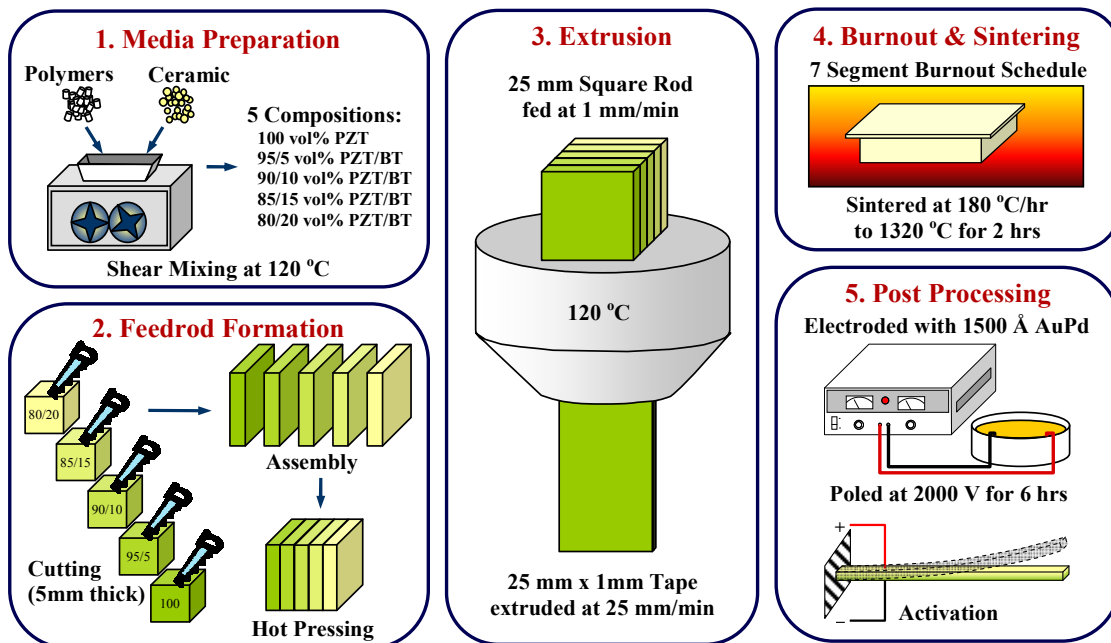 1. Media Preparation
Polymers
Ceramic
5 Compositions:
100 vol% PZT
95/5 vol% PZT/BT
90/10 vol% PZT/BT
85/15 vol% PZT/BT
80/20 vol% PZT/BT
Shear Mixing at 120 °C
2. Feedrod Formation
80/20
85/15
90/10
95/5
100
Cutting
(5mm thick)
Assembly
Hot Pressing
3. Extrusion
25 mm Square Rod
fed at 1 mm/min
120 °C
25 mm x 1mm Tape
extruded at 25 mm/min
4. Burnout & Sintering
7 Segment Burnout Schedule
Sintered at 180 °C/hr
to 1320 °C for 2 hrs
5. Post Processing
Electroded with 1500 Å AuPd
Poled at 2000 V for 6 hrs
+
−
Activation